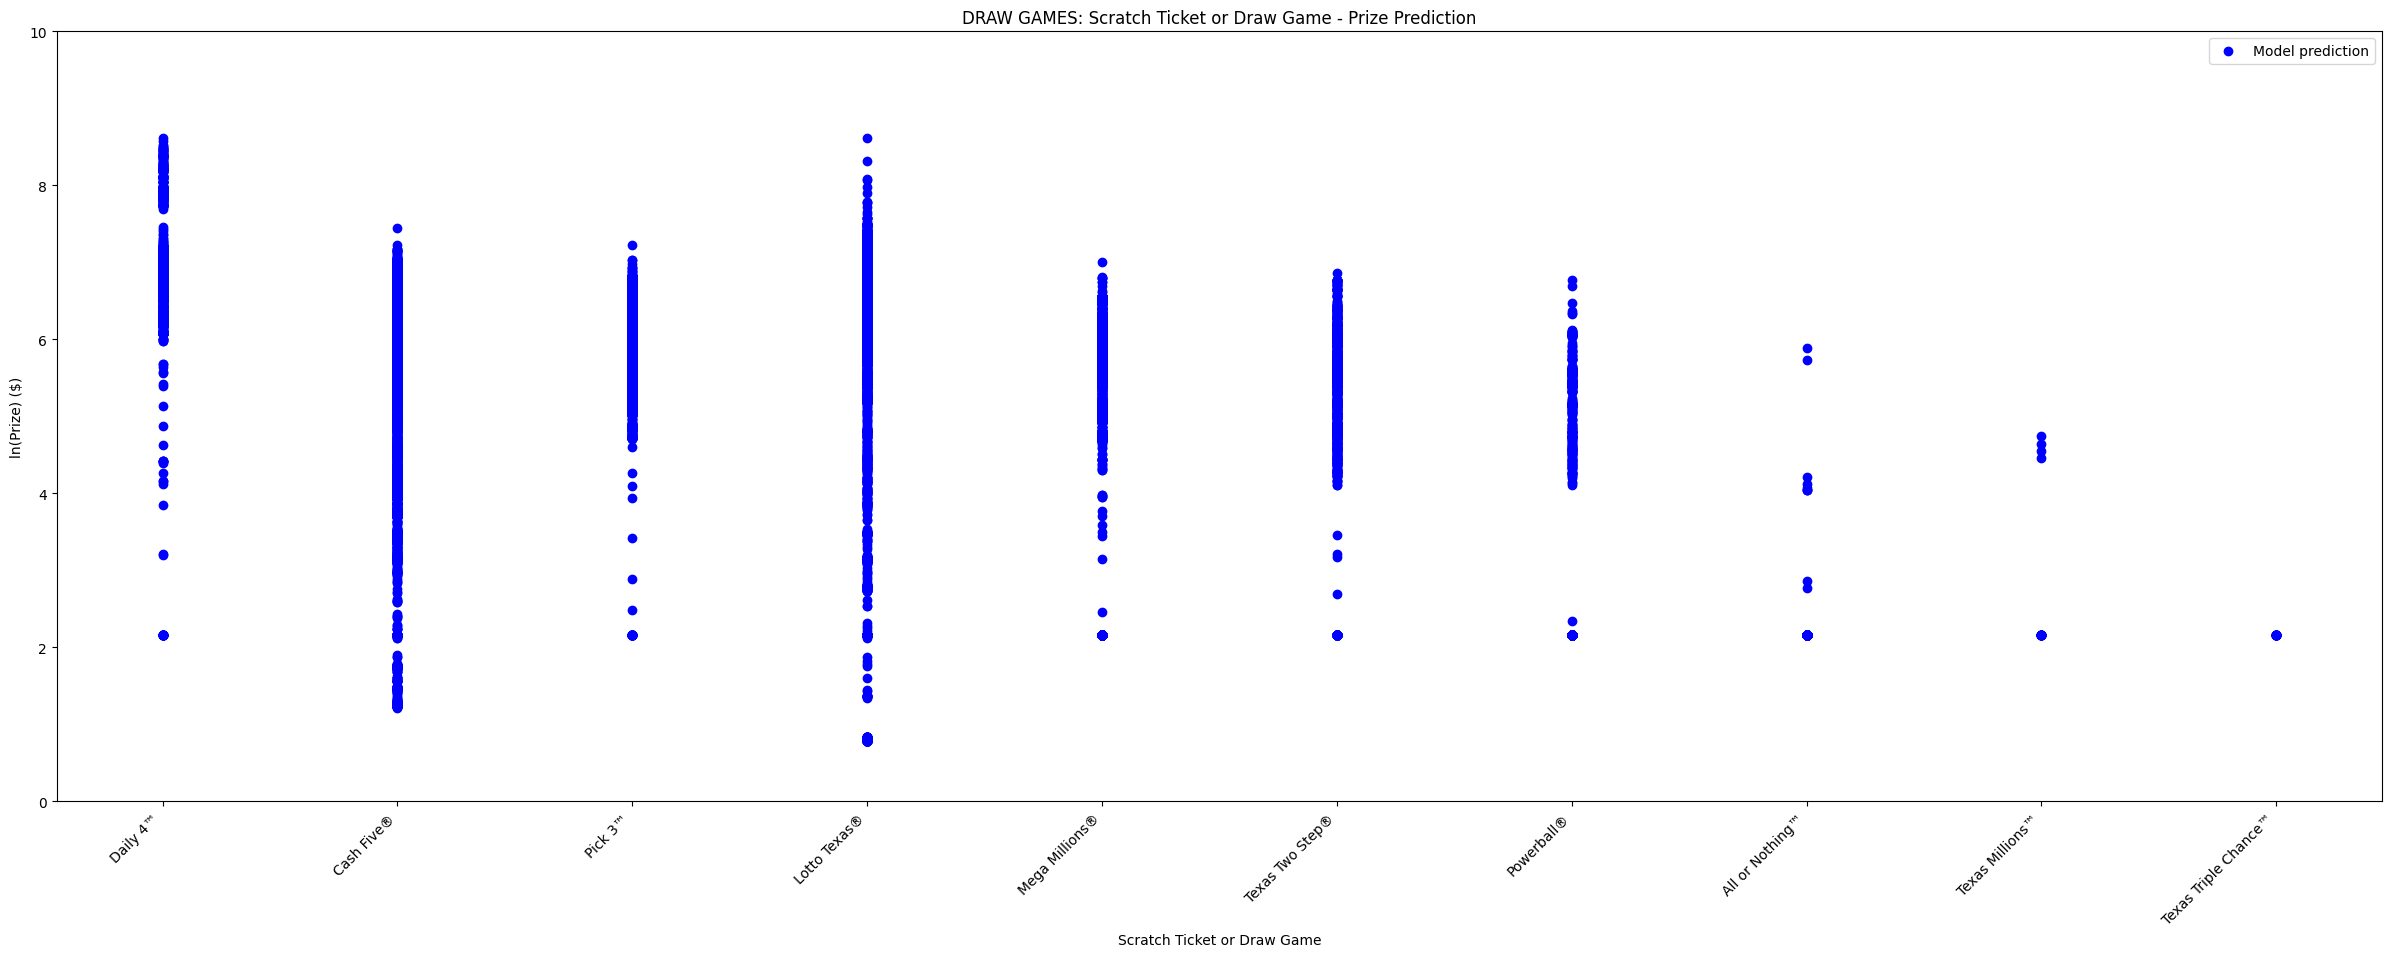 DRAW GAMES: Scratch Ticket or Draw Game - Prize Prediction
Model prediction
10
8
6
4
2
0
ln(Prize) ($)
Daily 4™
Cash Five®
Pick 3™
Lotto Texas®
Mega Millions®
Texas Two Step®
Powerball®
All or Nothing™
Texas Millions™
Texas Triple Chance™
Scratch Ticket or Draw Game